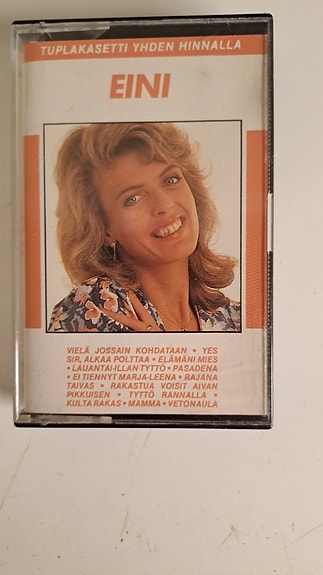 TUPLAKASETTI YHDEN HINNALLA
EINI
VIELÄ JOSSAIN KOHDATAAN • YES
SIR, ALKAA POLTTAA • ELÄMÄNI MIES
• LAUANTAI-ILLAN TYTTÖ • PASADENA
• EI TIENNYT MARJA-LEENA • RAJANA
TAIVAS • RAKASTUA VOISIT AIVAN
PIKKUISEN • TYTTÖ RANNALLA •
KULTA RAKAS • MAMMA • VETONAULA